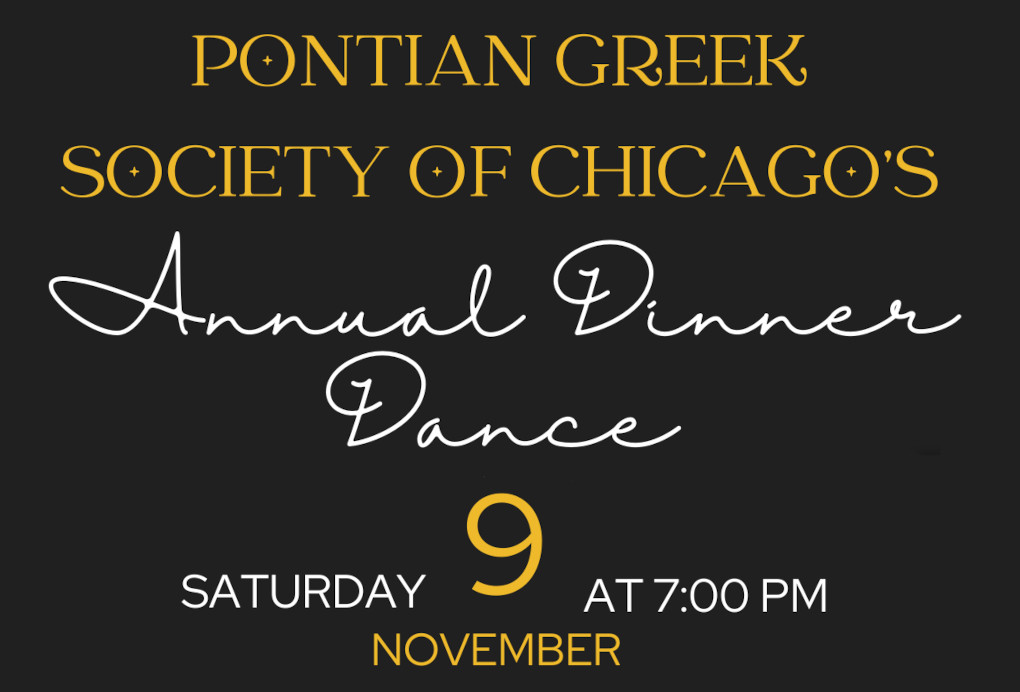 PONTIAN GREEK
SOCIETY OF CHICAGO'S
Annual Dinner
Dance
9
SATURDAY AT 7:00 PM
NOVEMBER